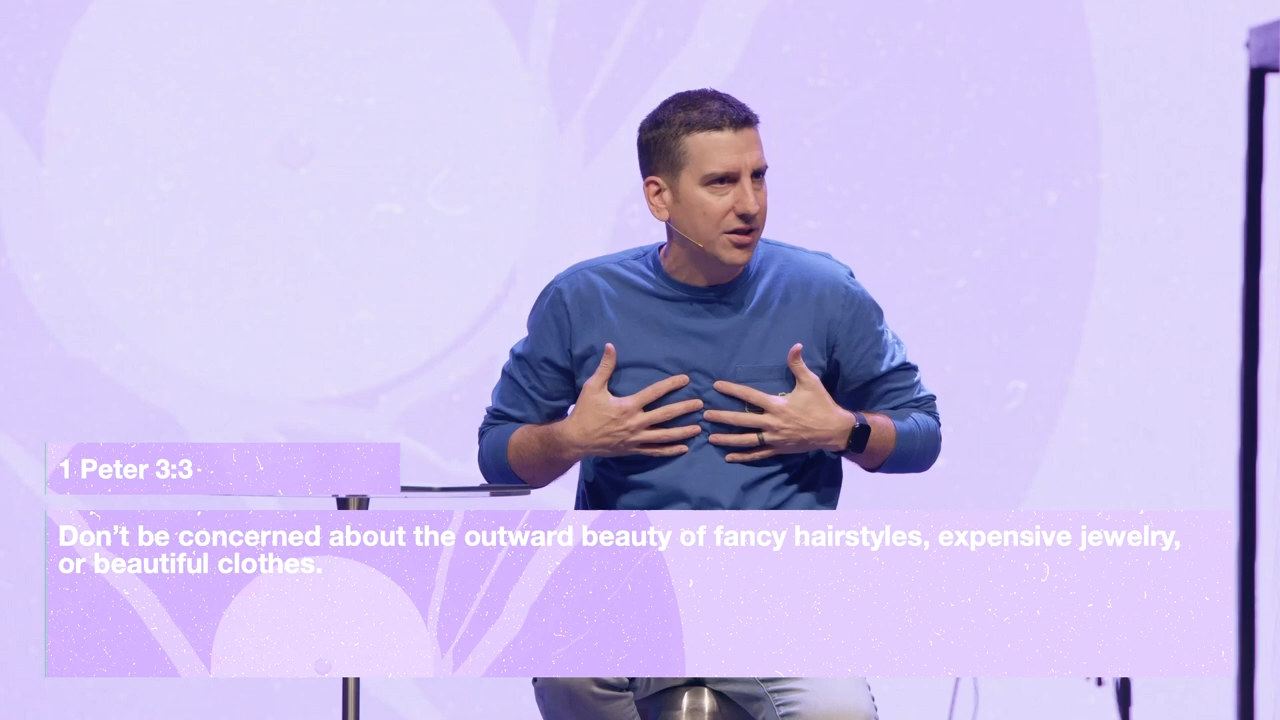 1 Peter 3:3
Don’t be concerned about the outward beauty of fancy hairstyles, expensive jewelry,
or beautiful clothes.